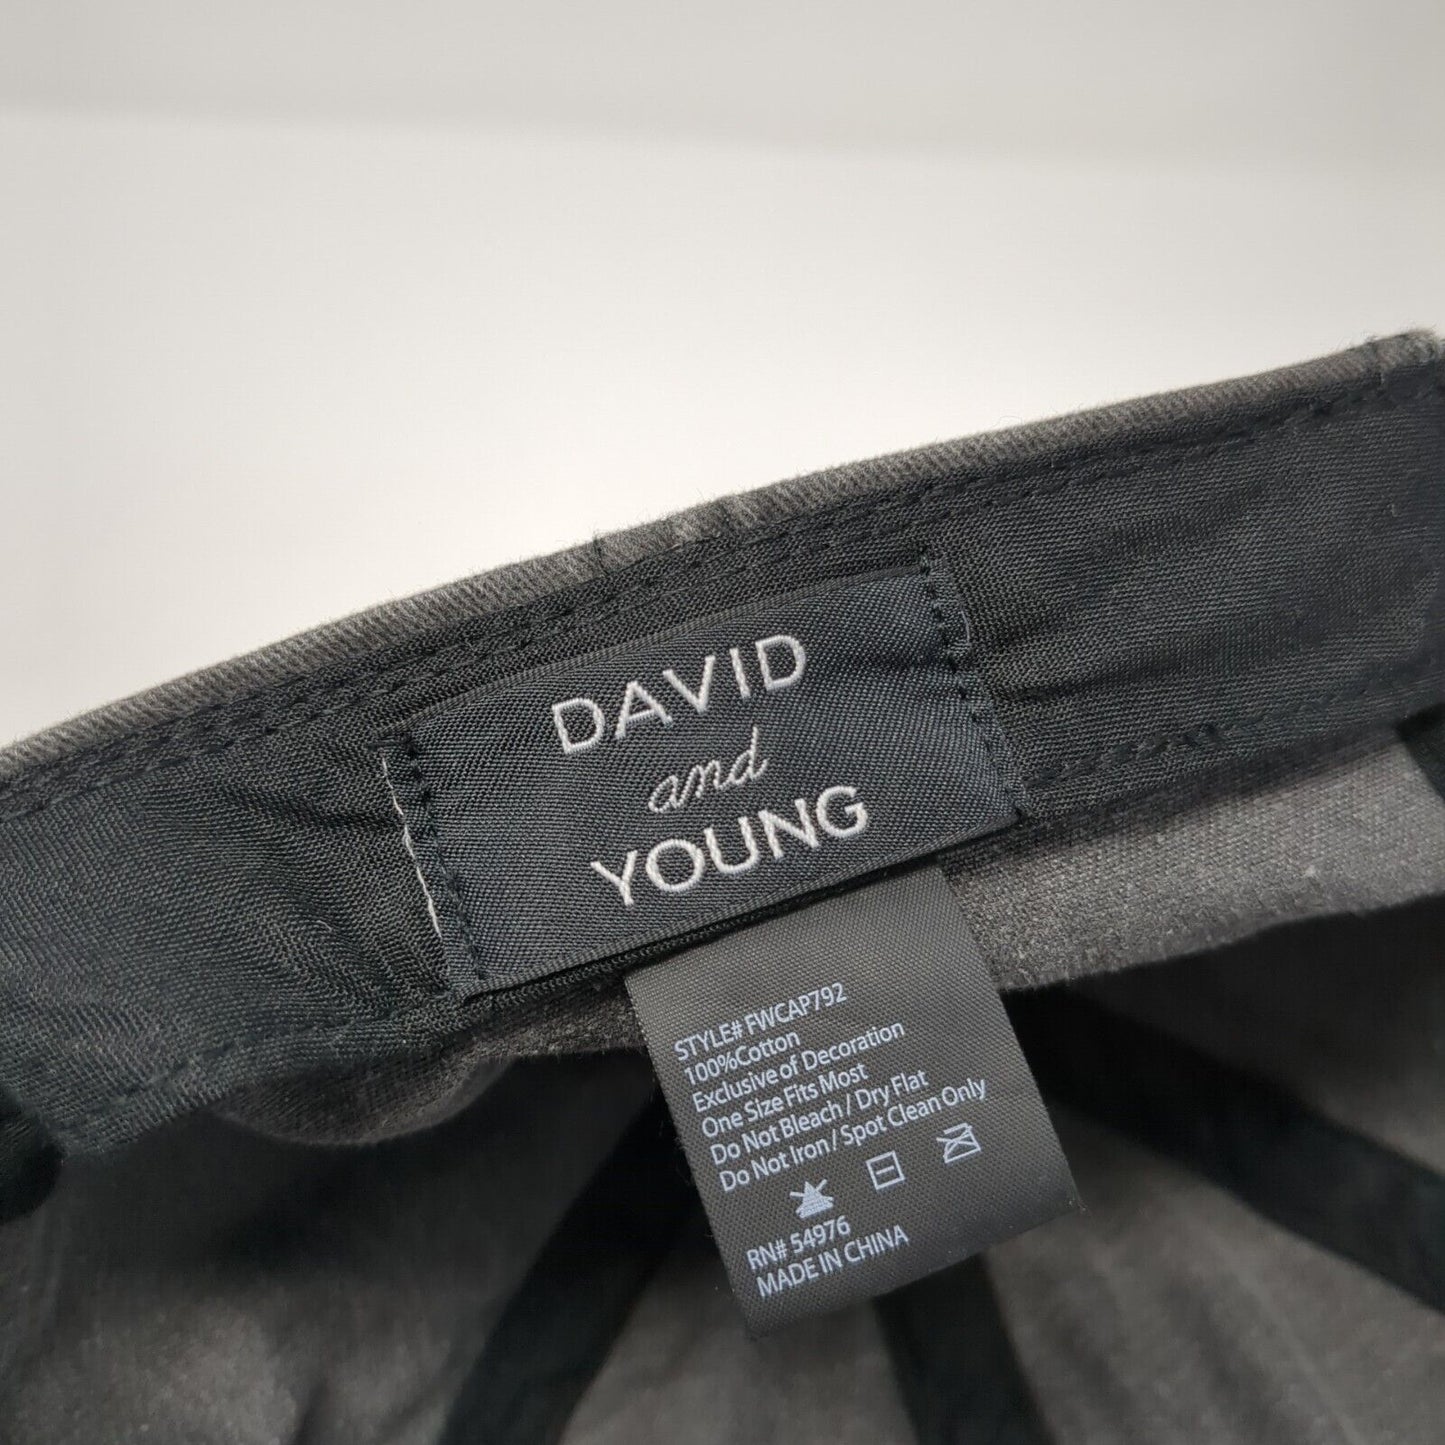 DAVID
and
YOUNG
STYLE# FWCAP792
100%Cotton
Exclusive of Decoration
One Size Fits Most
Do Not Bleach / Dry Flat
Do Not Iron / Spot Clean Only
RN# 54976
MADE IN CHINA